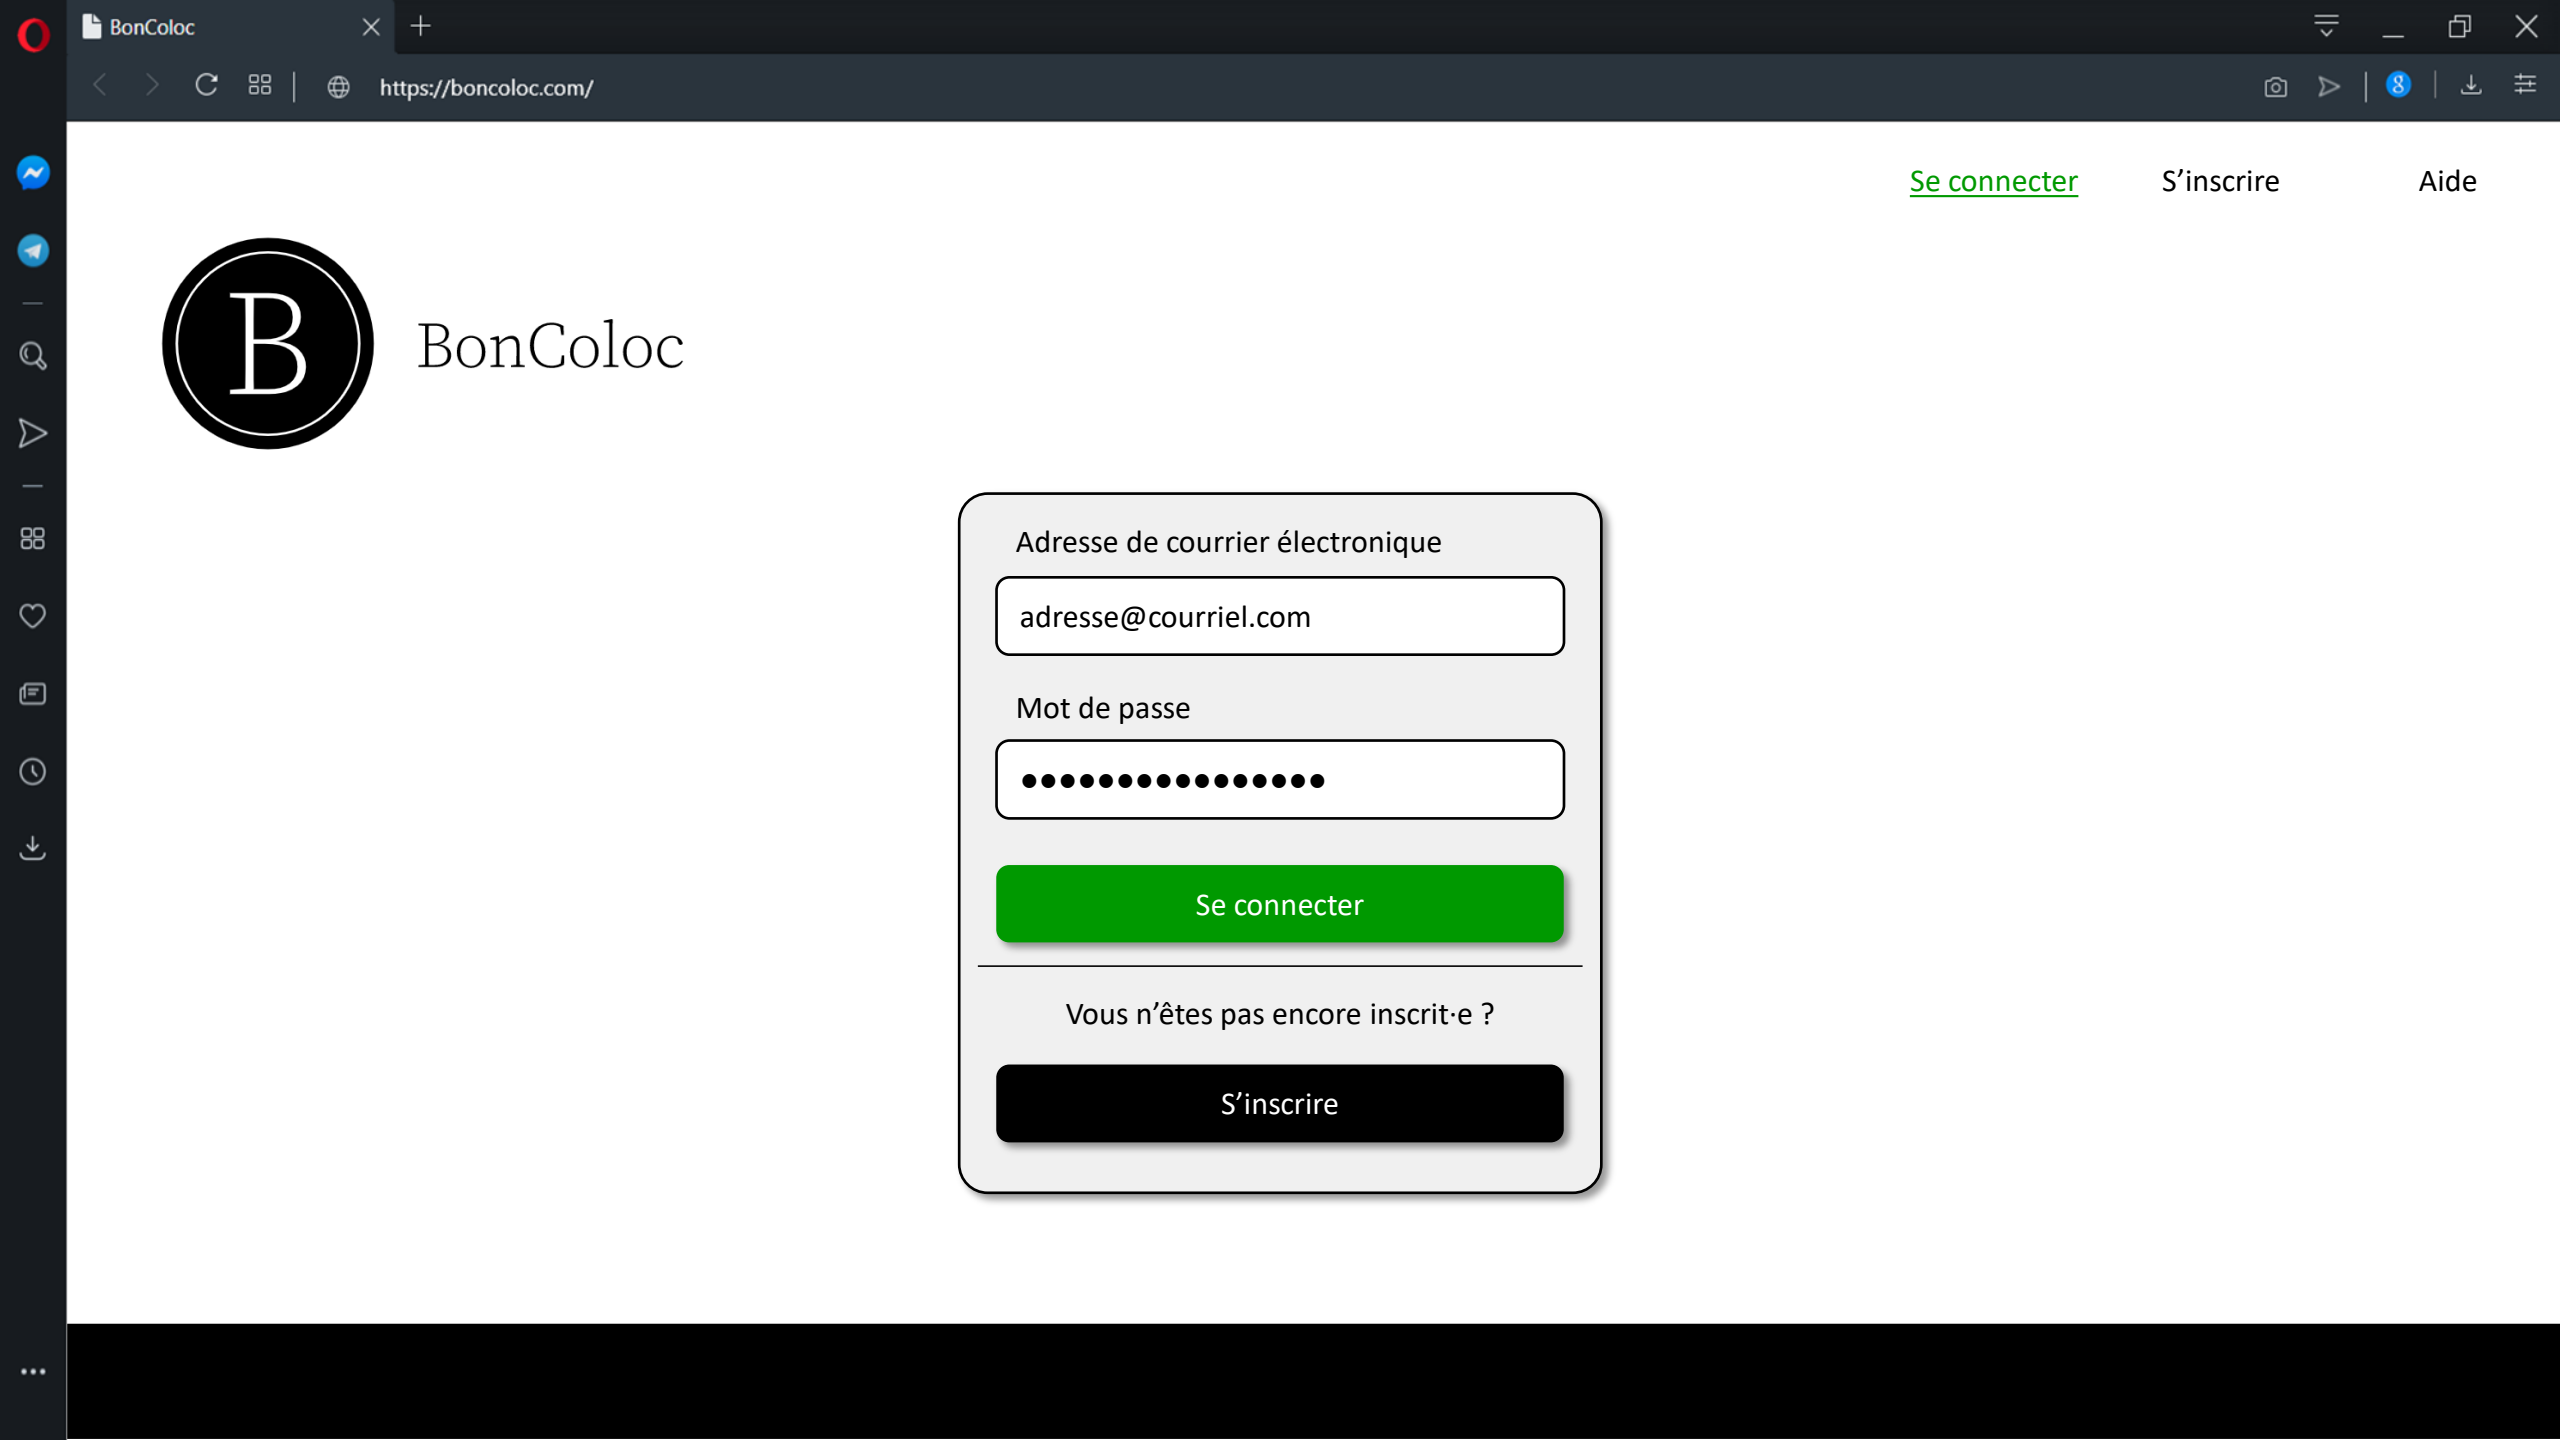 BonColoc
https://boncoloc.com/
Se connecter
S’inscrire
Aide
B
BonColoc
Adresse de courrier électronique
adresse@courriel.com
Mot de passe
••••••••••••••••
Se connecter
Vous n’êtes pas encore inscrit·e ?
S’inscrire